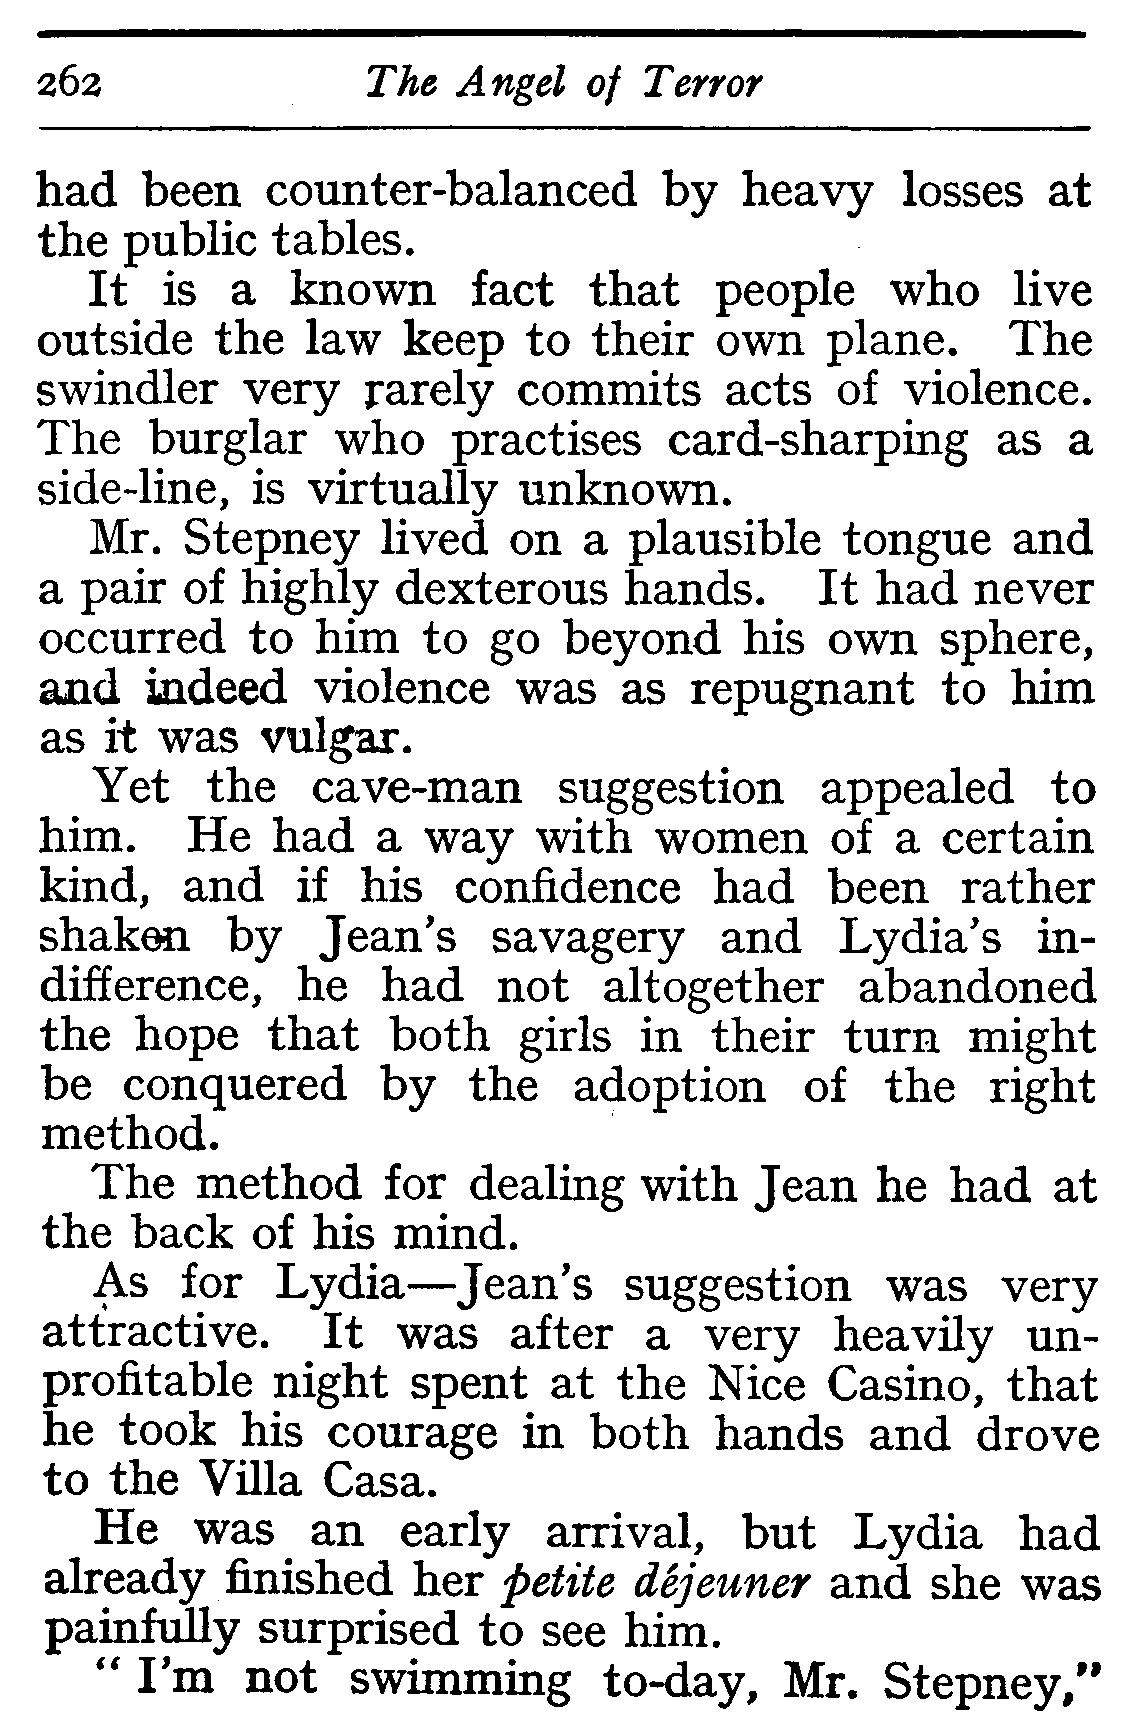 262 The Angel of Terror
had been counter-balanced by heavy losses at
the public tables.
It is a known fact that people who live
outside the law keep to their own plane. The
swindler very rarely commits acts of violence.
The burglar who practises card-sharping as a
side-line, is virtually unknown.
Mr. Stepney lived on a plausible tongue and
a pair of highly dexterous hands. It had never
occurred to him to go beyond his own sphere,
and indeed violence was as repugnant to him
as it was vulgar.
Yet the cave-man suggestion appealed to
him. He had a way with women of a certain
kind, and if his confidence had been rather
shaken by Jean's savagery and Lydia's in-
difference, he had not altogether abandoned
the hope that both girls in their turn might
be conquered by the adoption of the right
method.
The method for dealing with Jean he had at
the back of his mind.
As for Lydia—Jean's suggestion was very
attractive. It was after a very heavily un-
profitable night spent at the Nice Casino, that
he took his courage in both hands and drove
to the Villa Casa.
He was an early arrival, but Lydia had
already finished her petite déjeuner and she was
painfully surprised to see him.
“I'm not swimming to-day, Mr. Stepney,”